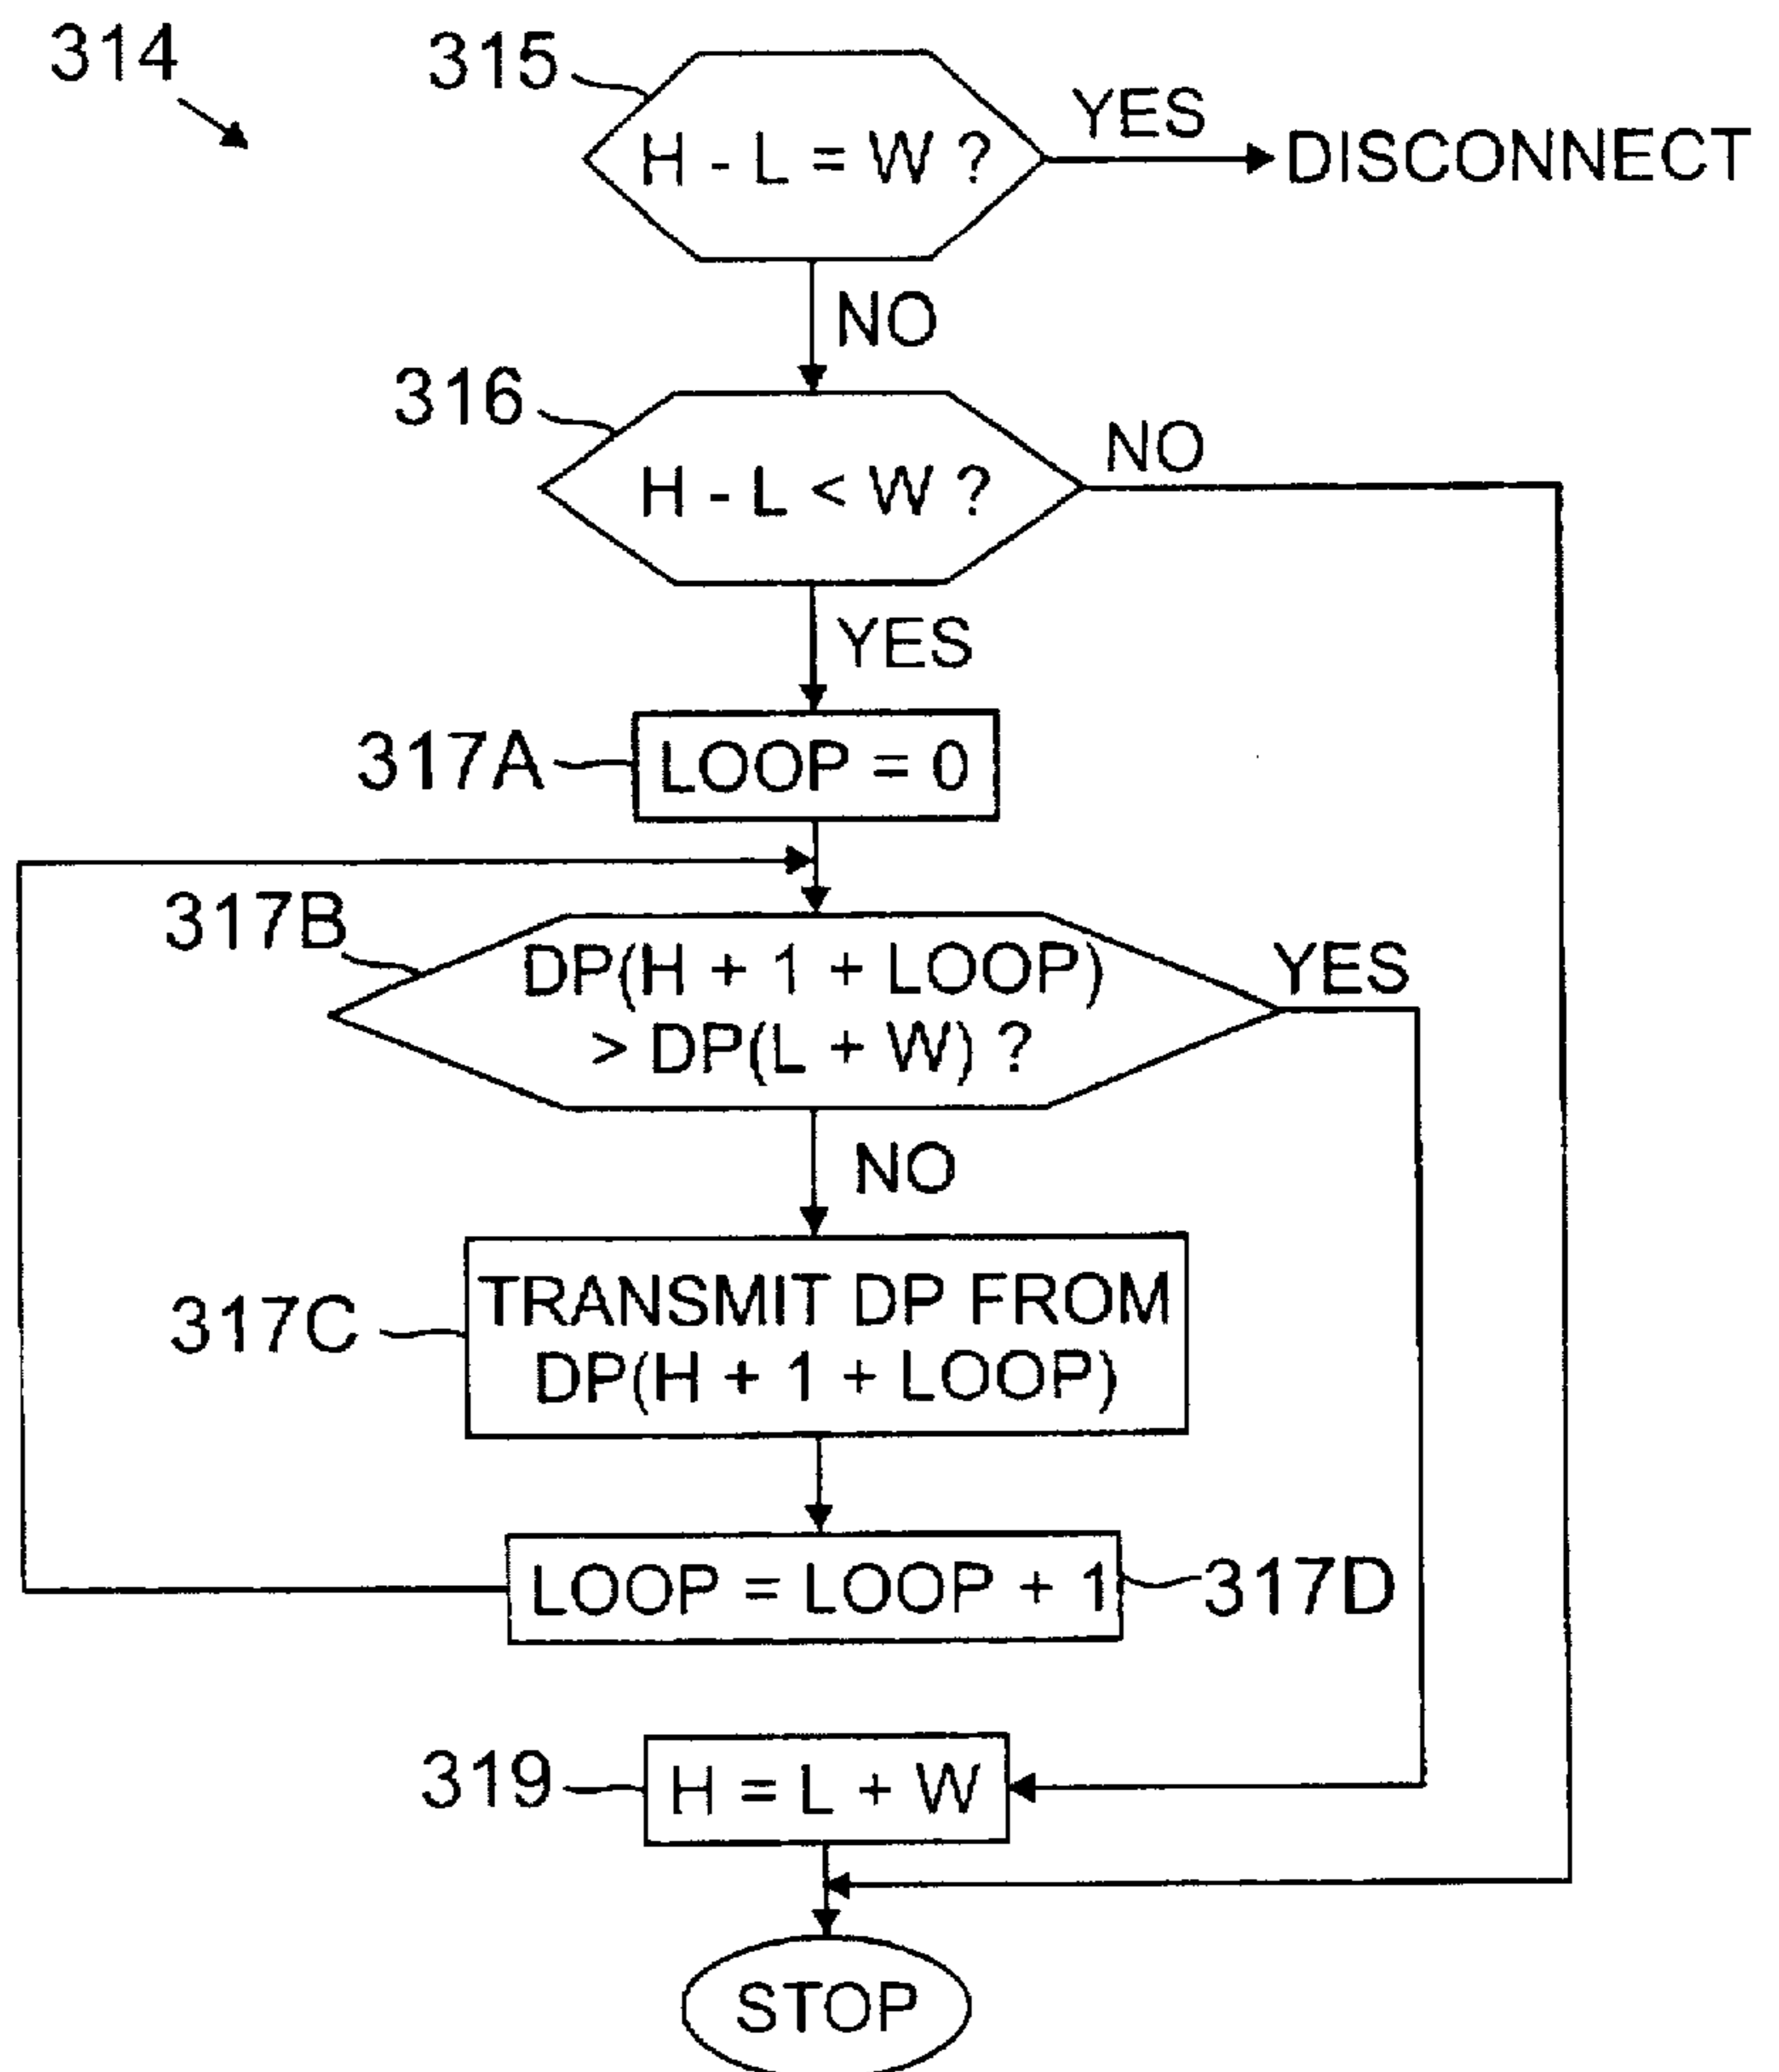 314
315
H - L = W ?
YES
DISCONNECT
NO
316
H - L < W ?
NO
YES
317A
LOOP = 0
317B
DP(H + 1 + LOOP)
> DP(L + W) ?
YES
NO
317C
TRANSMIT DP FROM
DP(H + 1 + LOOP)
LOOP = LOOP + 1
317D
319
H = L + W
STOP